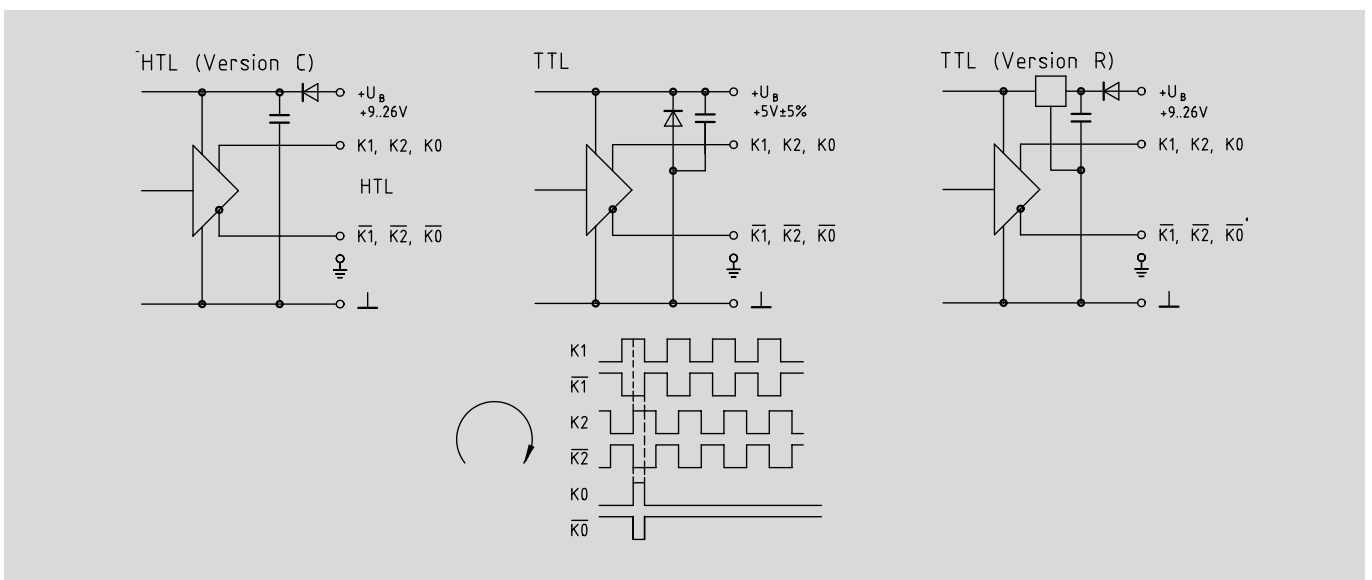 HTL (Version C)
+U_B
+9..26V
K1, K2, K0
HTL
K̅1̅, K̅2̅, K̅0̅
TTL
+U_B
+5V±5%
K1, K2, K0
K̅1̅, K̅2̅, K̅0̅
TTL (Version R)
+U_B
+9..26V
K1, K2, K0
K̅1̅, K̅2̅, K̅0̅
K1
K̅1̅
K2
K̅2̅
K0
K̅0̅